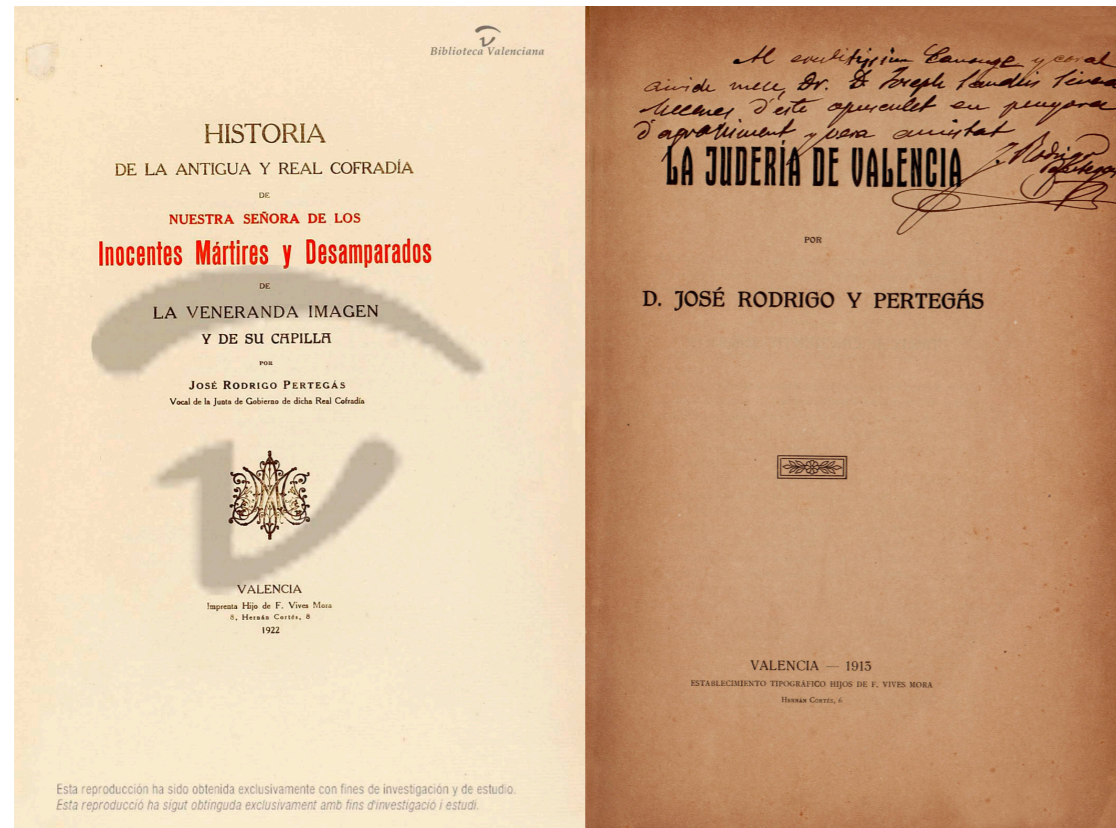 Biblioteca Valenciana
HISTORIA
DE LA ANTIGUA Y REAL COFRADÍA
DE
NUESTRA SEÑORA DE LOS
Inocentes Mártires y Desamparados
DE
LA VENERANDA IMAGEN
Y DE SU CAPILLA
POR
JOSÉ RODRIGO PERTEGÁS
Vocal de la Junta de Gobierno de dicha Real Cofradía
VALENCIA
Imprenta Hijo de F. Vives Mora
8, Hernán Cortés, 8
1922
Esta reproducción ha sido obtenida exclusivamente con fines de investigación y de estudio.
Esta reproducció ha sigut obtinguda exclusivament amb fins d'investigació i estudi.
Al eruditissim Canonge y coral
amich meu, Dr. D. Joseph Sanchis Sivera
Mecenes d'este opusculet en penyora
d'agrahiment y vera amistat
J. Rodrigo
Pertegás
LA JUDERÍA DE VALENCIA
POR
D. JOSÉ RODRIGO Y PERTEGÁS
VALENCIA — 1913
ESTABLECIMIENTO TIPOGRÁFICO HIJOS DE F. VIVES MORA
HERNÁN CORTÉS, 6